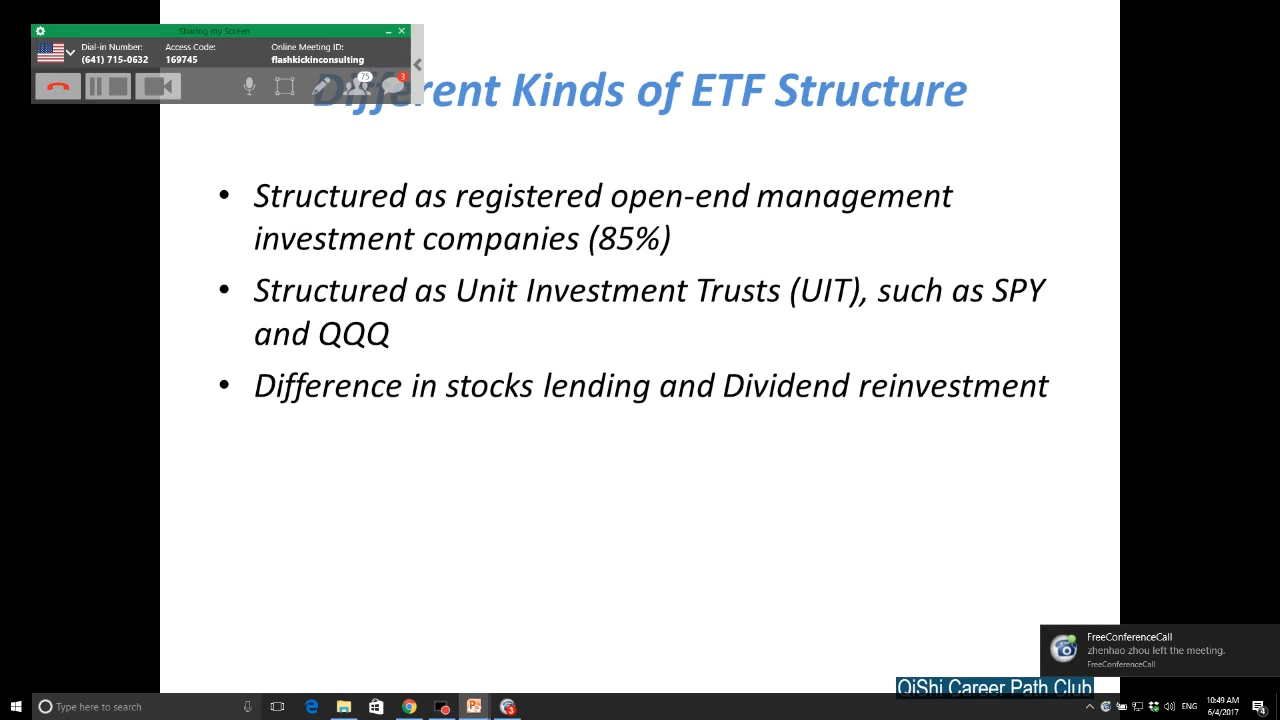 Sharing my Screen
Dial-in Number: Access Code: Online Meeting ID:
(641) 715-0632 169745 flashkickinconsulting
75 3
Different Kinds of ETF Structure
• Structured as registered open-end management
investment companies (85%)
• Structured as Unit Investment Trusts (UIT), such as SPY
and QQQ
• Difference in stocks lending and Dividend reinvestment
FreeConferenceCall
zhenhao zhou left the meeting.
FreeConferenceCall
QiShi Career Path Club
Type here to search
ENG
10:49 AM
6/4/2017